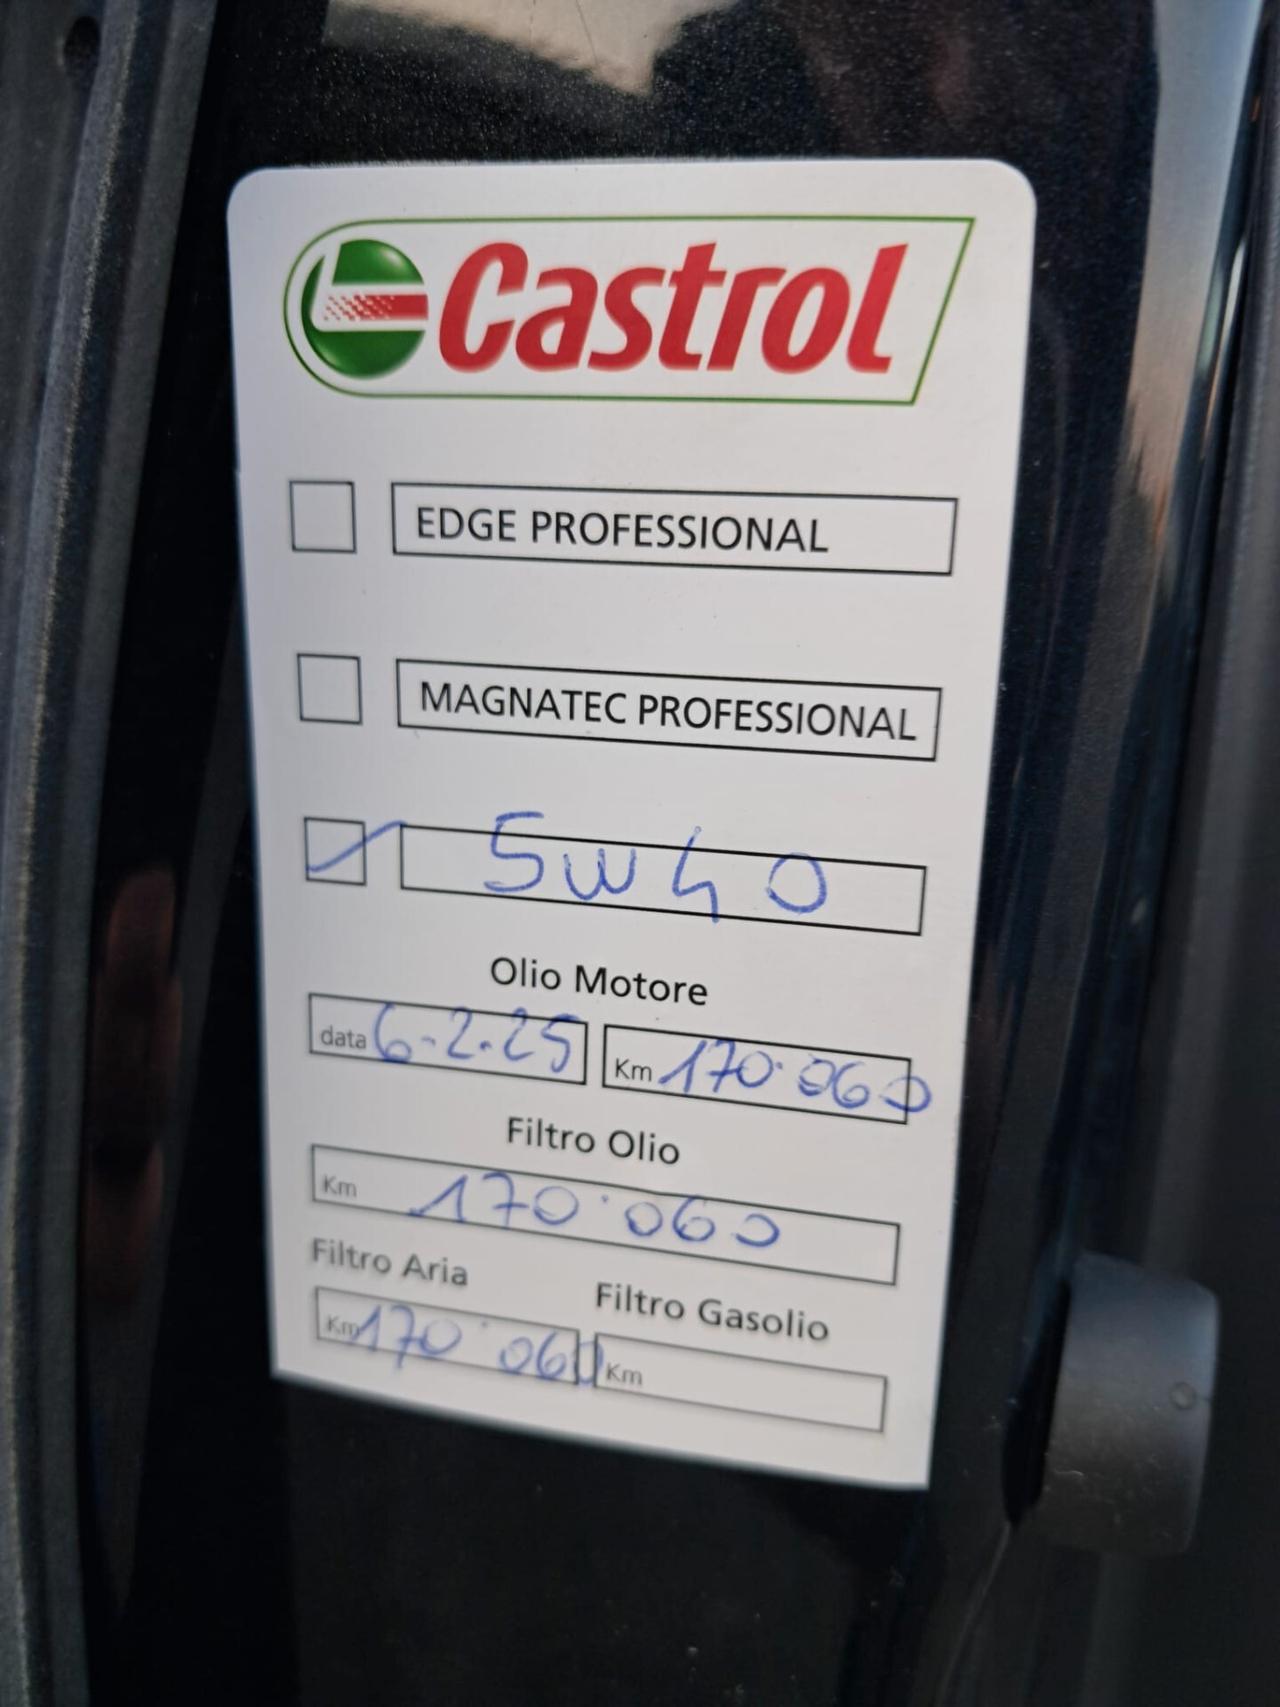 Castrol
EDGE PROFESSIONAL
MAGNATEC PROFESSIONAL
5W40
Olio Motore
data 6-2-25 Km 170.060
Filtro Olio
Km 170.060
Filtro Aria Filtro Gasolio
Km 170.060 Km